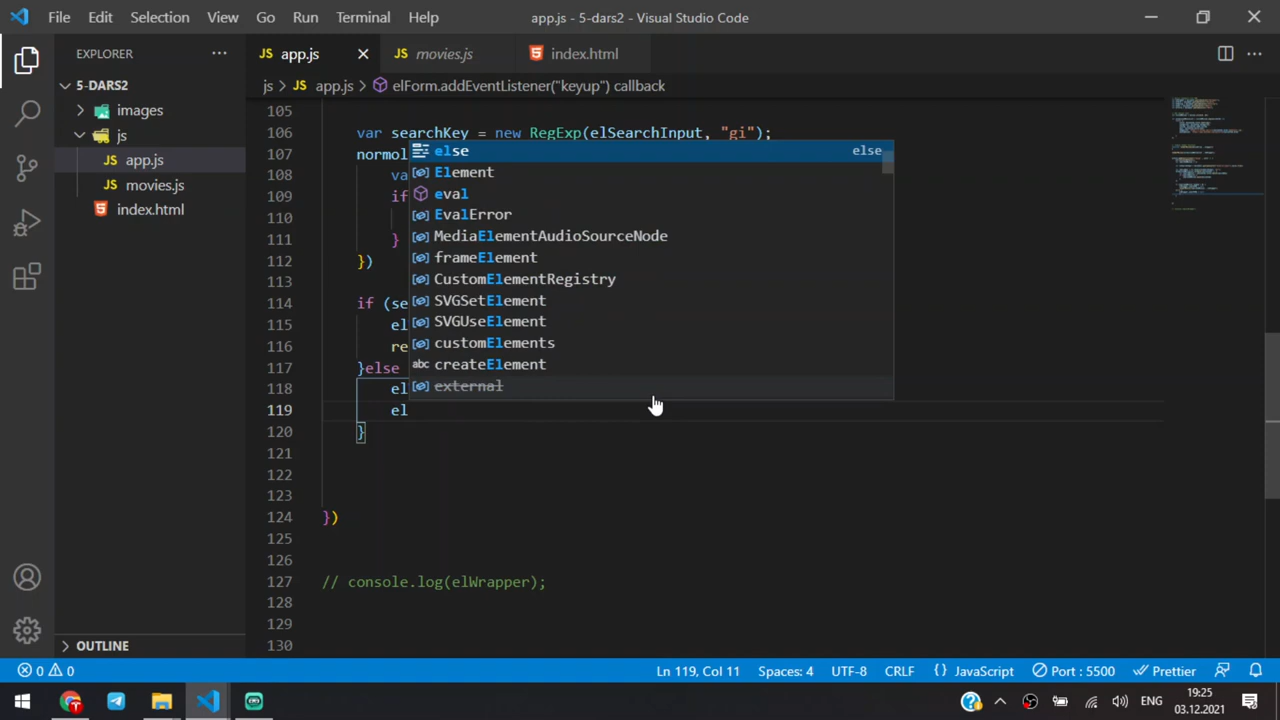 File Edit Selection View Go Run Terminal Help app.js - 5-dars2 - Visual Studio Code
EXPLORER
JS app.js
JS movies.js
index.html
5-DARS2
js > JS app.js > elForm.addEventListener("keyup") callback
images
js
JS app.js
JS movies.js
index.html
105
106 var searchKey = new RegExp(elSearchInput, "gi");
107 normol
108 va
109 if
110
111 }
112 })
113
114 if (se
115 el
116 re
117 }else
118 el
119 el
120 }
121
122
123
124 })
125
126
127 // console.log(elWrapper);
128
129
130
else else
Element
eval
EvalError
MediaElementAudioSourceNode
frameElement
CustomElementRegistry
SVGSetElement
SVGUseElement
customElements
abc createElement
external
OUTLINE
0 0 Ln 119, Col 11 Spaces: 4 UTF-8 CRLF {} JavaScript Port : 5500 Prettier
ENG
19:25
03.12.2021